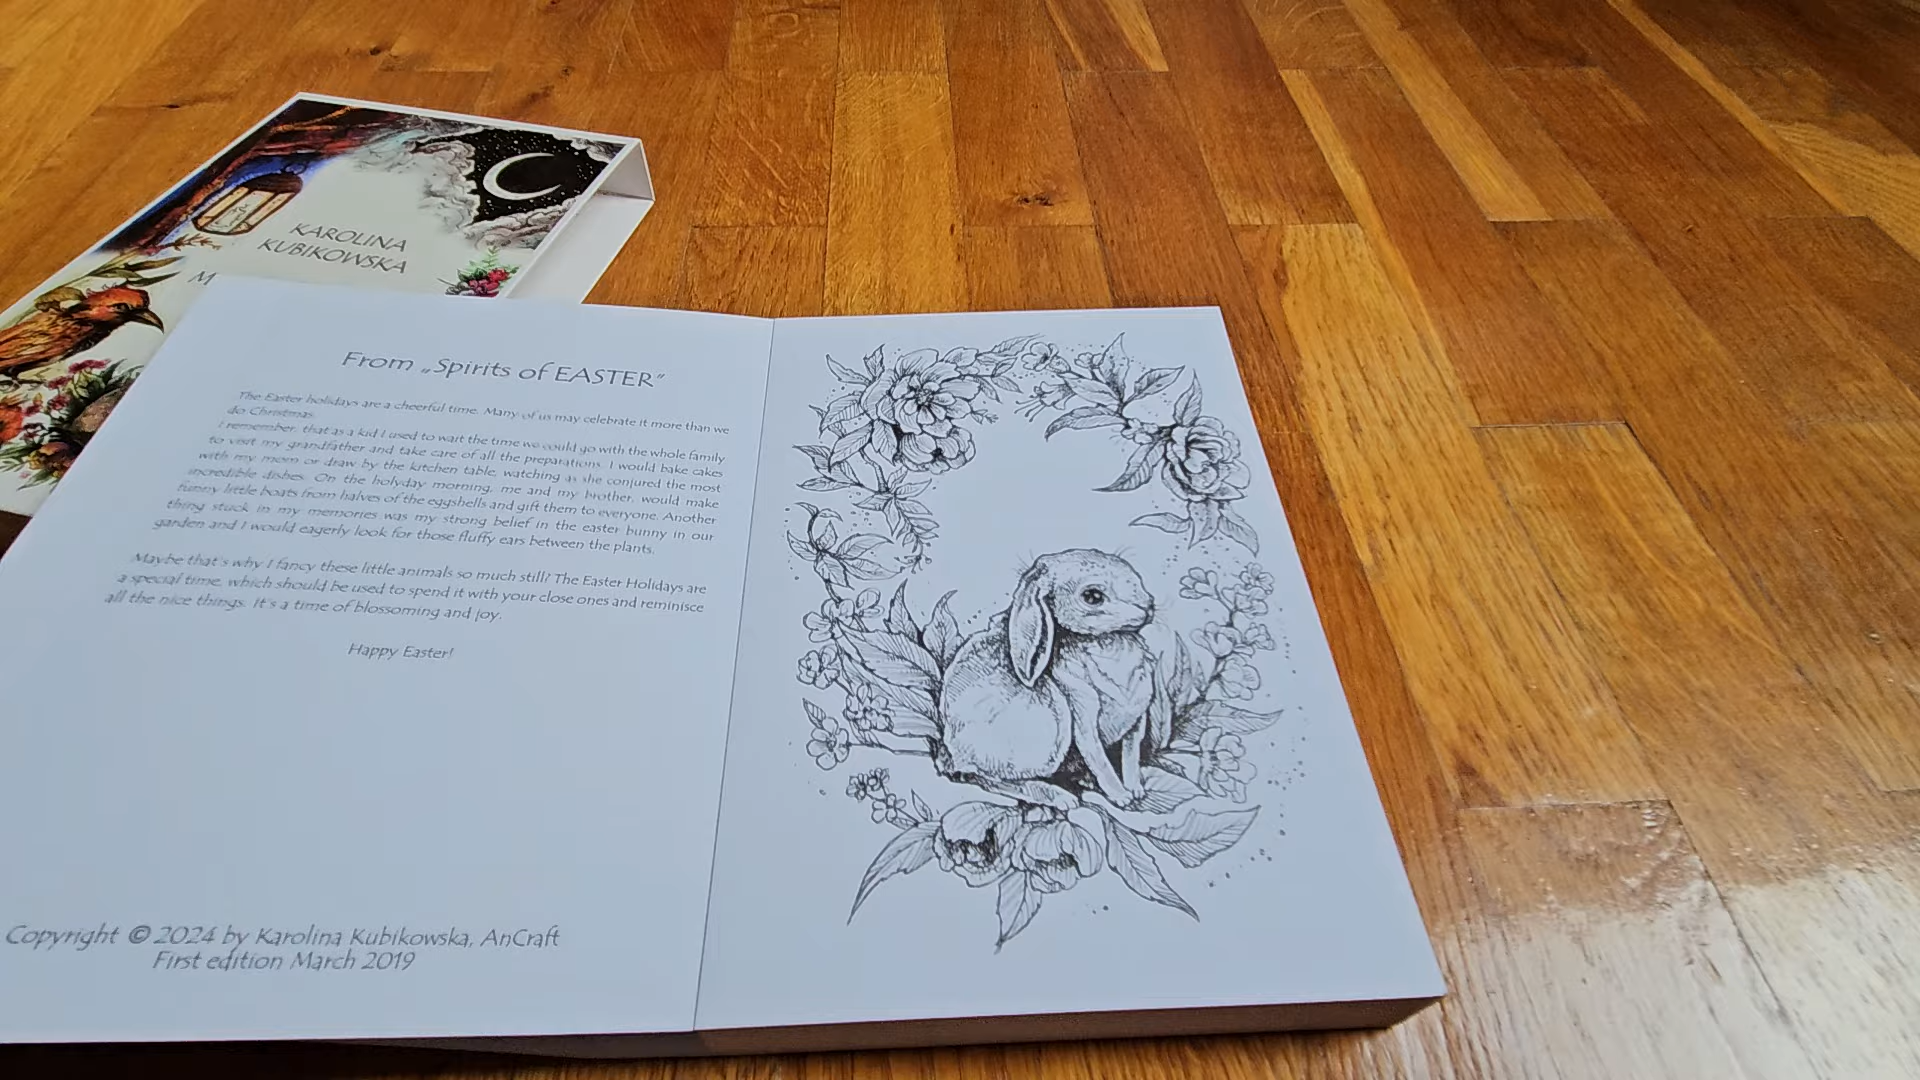 KAROLINA
KUBIKOWSKA
M
From „Spirits of EASTER"
The Easter holidays are a cheerful time. Many of us may celebrate it more than we
do Christmas.
I remember, that as a kid I used to wait the time we could go with the whole family
to visit my grandfather and take care of all the preparations. I would bake cakes
with my mom or draw by the kitchen table, watching as she conjured the most
incredible dishes. On the holyday morning, me and my brother, would make
funny little boats from halves of the eggshells and gift them to everyone. Another
thing stuck in my memories was my strong belief in the easter bunny in our
garden and I would eagerly look for those fluffy ears between the plants.
Maybe that's why I fancy these little animals so much still? The Easter Holidays are
a special time, which should be used to spend it with your close ones and reminisce
all the nice things. It's a time of blossoming and joy.
Happy Easter!
Copyright © 2024 by Karolina Kubikowska, AnCraft
First edition March 2019